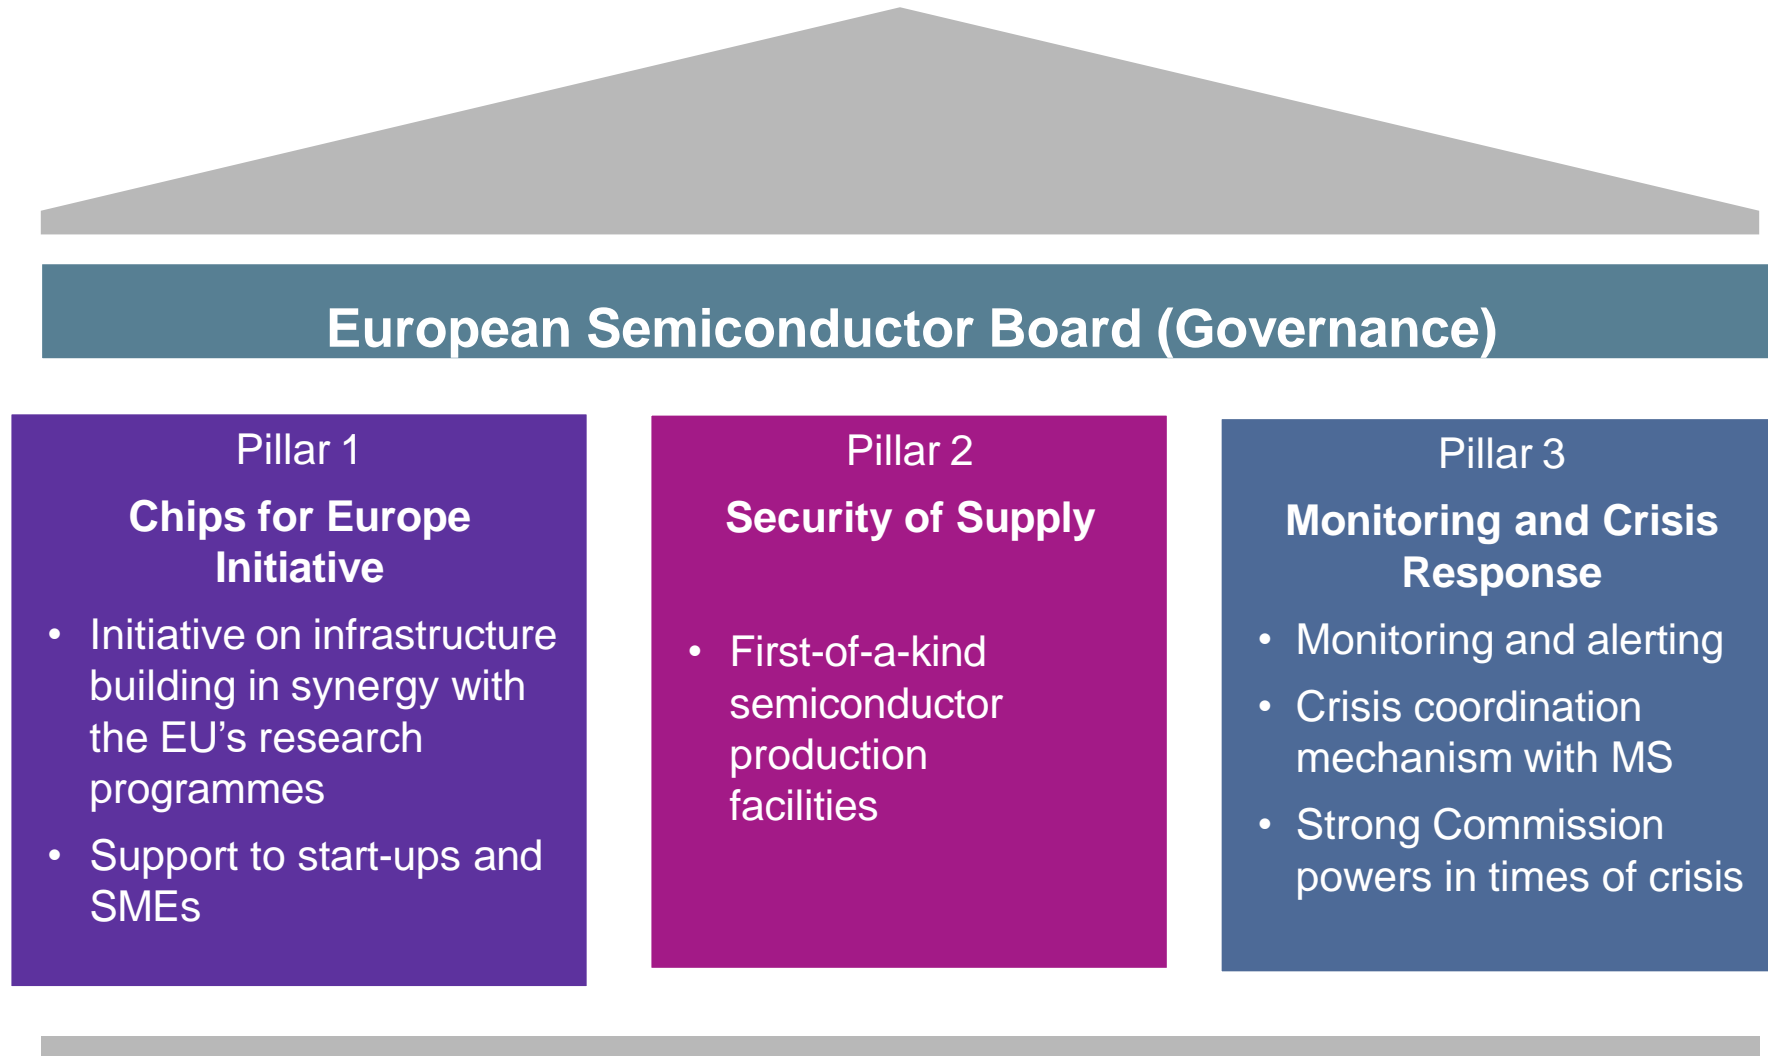 European Semiconductor Board (Governance)
Pillar 1
Chips for Europe
Initiative
• Initiative on infrastructure
building in synergy with
the EU’s research
programmes
• Support to start-ups and
SMEs
Pillar 2
Security of Supply
• First-of-a-kind
semiconductor
production
facilities
Pillar 3
Monitoring and Crisis
Response
• Monitoring and alerting
• Crisis coordination
mechanism with MS
• Strong Commission
powers in times of crisis